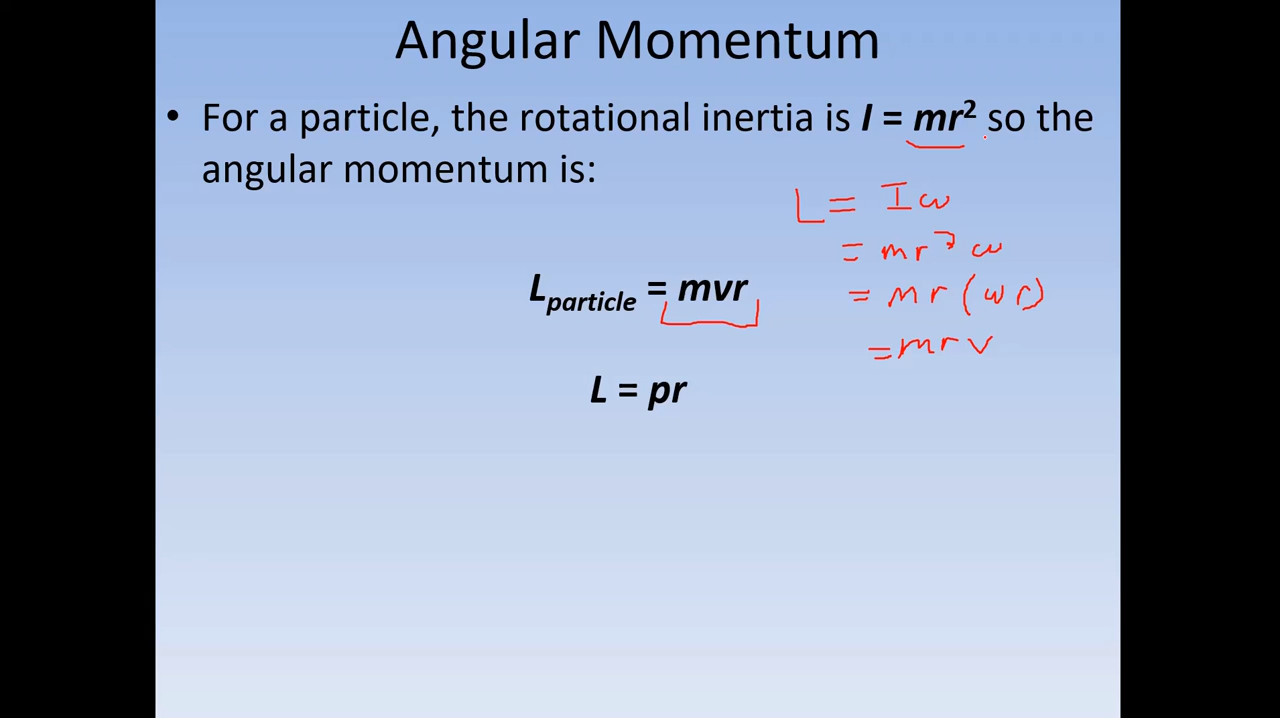 Angular Momentum
• For a particle, the rotational inertia is I = mr² so the
angular momentum is:
L = Iω
= mr²ω
L_particle = mvr
= mr(ωr)
= mrv
L = pr